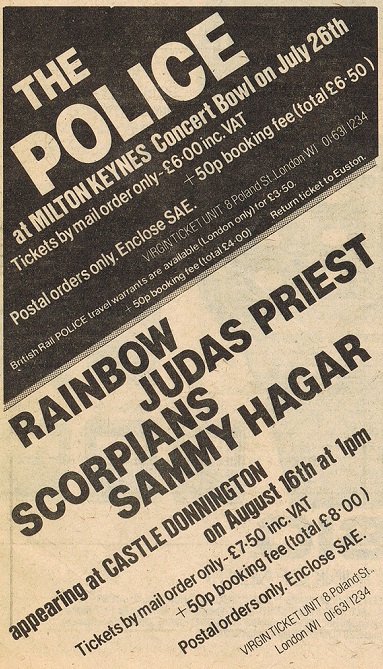 THE
POLICE
at MILTON KEYNES Concert Bowl on July 26th
Tickets by mail order only - £6·00 inc. VAT
+ 50p booking fee (total £6·50)
Postal orders only. Enclose SAE.
VIRGIN TICKET UNIT 8 Poland St., London W1 01·631 1234
British Rail POLICE travel warrants are available (London only) for £3·50:
+ 50p booking fee (total £4·00) Return ticket to Euston.
RAINBOW
JUDAS PRIEST
SCORPIANS
SAMMY HAGAR
appearing at CASTLE DONNINGTON
on August 16th at 1pm
Tickets by mail order only - £7·50 inc. VAT
+ 50p booking fee (total £8·00)
Postal orders only. Enclose SAE.
VIRGIN TICKET UNIT 8 Poland St.,
London W1 01·631 1234